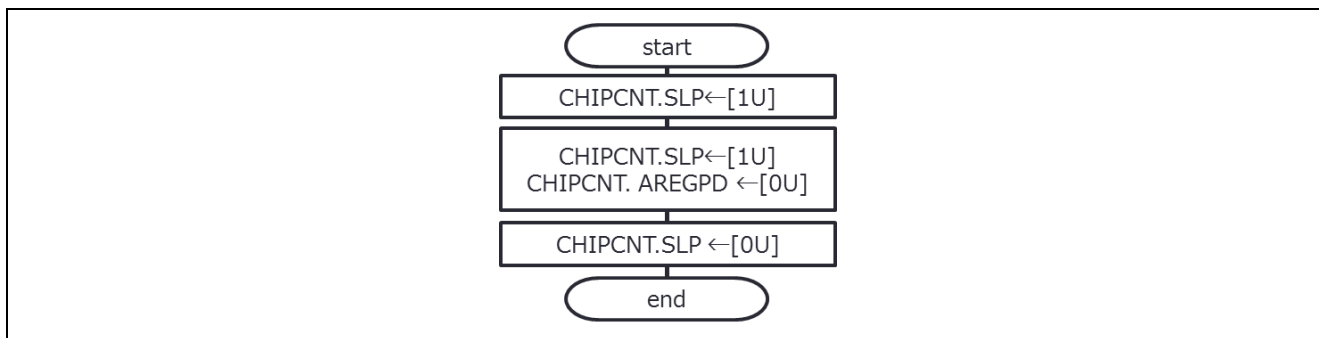 start
CHIPCNT.SLP←[1U]
CHIPCNT.SLP←[1U]
CHIPCNT. AREGPD ←[0U]
CHIPCNT.SLP ←[0U]
end